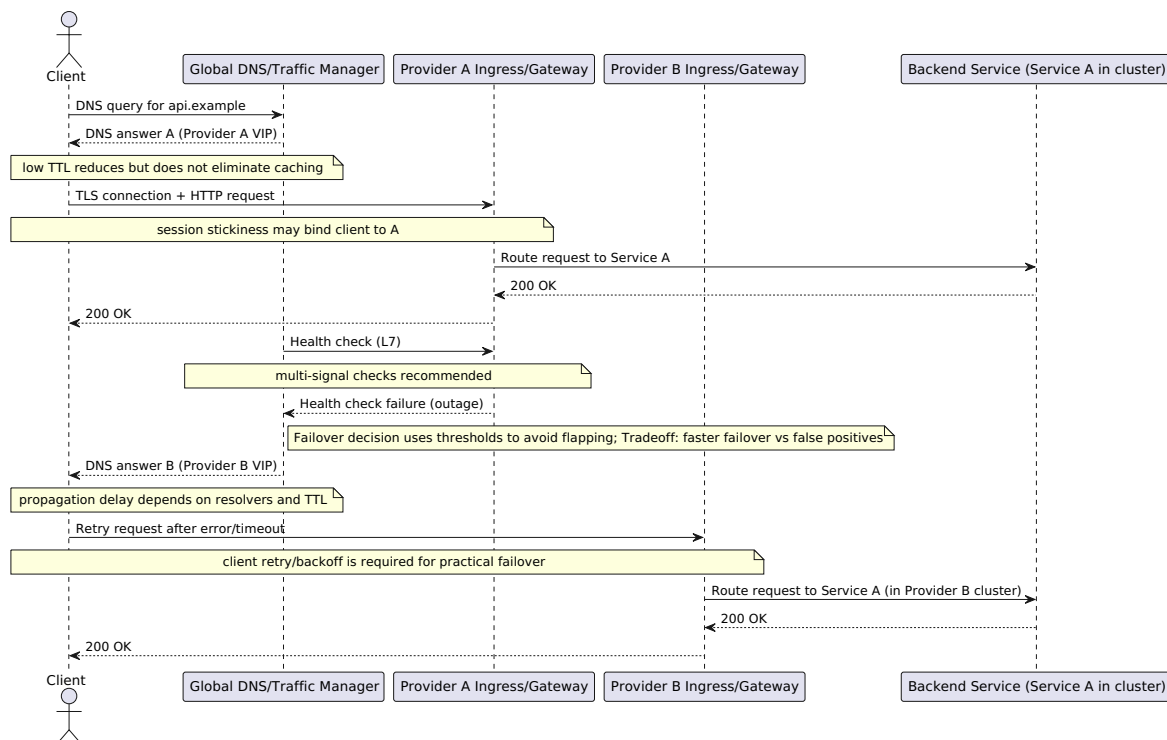 Client
Global DNS/Traffic Manager
Provider A Ingress/Gateway
Provider B Ingress/Gateway
Backend Service (Service A in cluster)
DNS query for api.example
DNS answer A (Provider A VIP)
low TTL reduces but does not eliminate caching
TLS connection + HTTP request
session stickiness may bind client to A
Route request to Service A
200 OK
200 OK
Health check (L7)
multi-signal checks recommended
Health check failure (outage)
Failover decision uses thresholds to avoid flapping; Tradeoff: faster failover vs false positives
DNS answer B (Provider B VIP)
propagation delay depends on resolvers and TTL
Retry request after error/timeout
client retry/backoff is required for practical failover
Route request to Service A (in Provider B cluster)
200 OK
200 OK
Client
Global DNS/Traffic Manager
Provider A Ingress/Gateway
Provider B Ingress/Gateway
Backend Service (Service A in cluster)